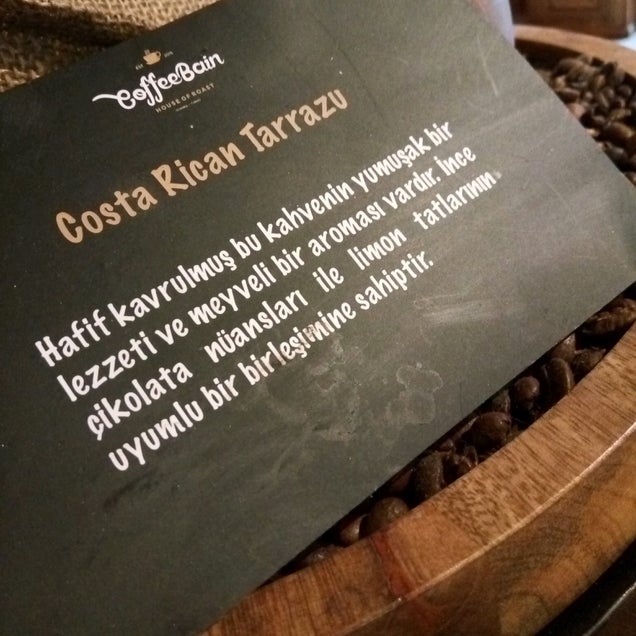 CoffeeBain
HOUSE OF ROAST
Costa Rican Tarrazu
Hafif kavrulmuş bu kahvenin yumuşak bir
lezzeti ve meyveli bir aroması vardır. İnce
çikolata nüansları ile limon tatlarının
uyumlu bir birleşimine sahiptir.